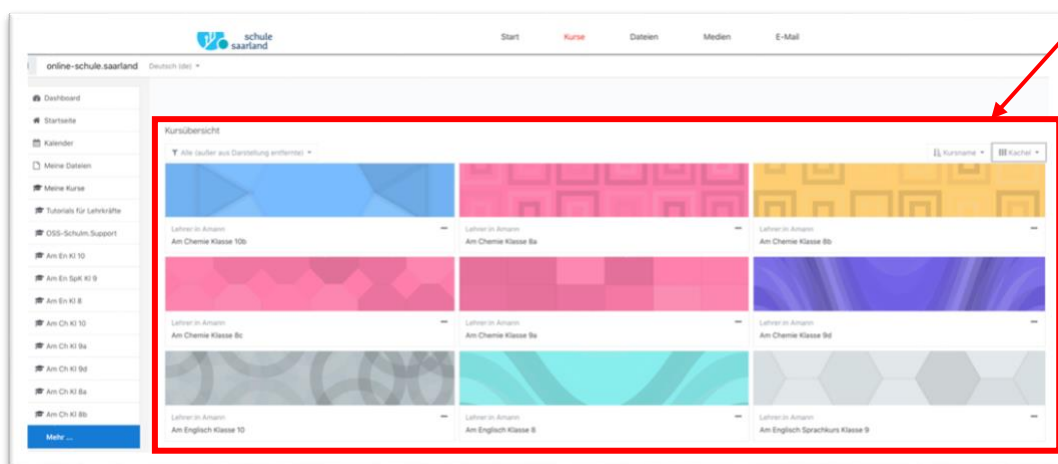 schule
saarland
Start Kurse Dateien Medien E-Mail
online-schule.saarland Deutsch (de)
Dashboard
Startseite
Kalender
Meine Dateien
Meine Kurse
Tutorials für Lehrkräfte
OSS-Schulm.Support
Am En Kl 10
Am En SpK Kl 9
Am En Kl 8
Am Ch Kl 10
Am Ch Kl 9a
Am Ch Kl 9d
Am Ch Kl 8a
Am Ch Kl 8b
Mehr ...
Kursübersicht
Alle (außer aus Darstellung entfernte) Kursname Kachel
Lehrer:in Amann Lehrer:in Amann Lehrer:in Amann
Am Chemie Klasse 10b Am Chemie Klasse 8a Am Chemie Klasse 8b
Lehrer:in Amann Lehrer:in Amann Lehrer:in Amann
Am Chemie Klasse 8c Am Chemie Klasse 9a Am Chemie Klasse 9d
Lehrer:in Amann Lehrer:in Amann Lehrer:in Amann
Am Englisch Klasse 10 Am Englisch Klasse 8 Am Englisch Sprachkurs Klasse 9